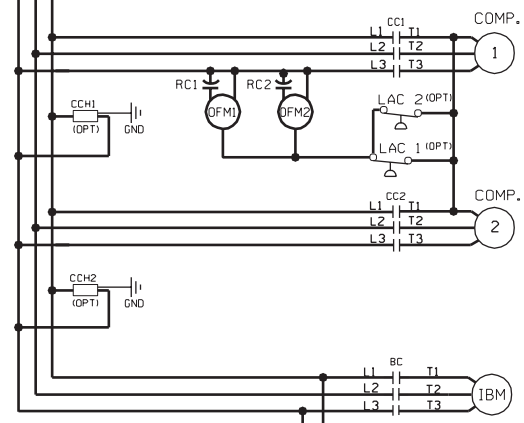 COMP.
CC1
L1 T1
L2 T2
1
L3 T3
RC1 RC2
LAC 2 (OPT)
CCH1
OFM1 OFM2
(OPT) GND
LAC 1 (OPT)
COMP.
CC2
L1 T1
L2 T2
2
L3 T3
CCH2
(OPT) GND
BC
L1 T1
L2 T2
IBM
L3 T3